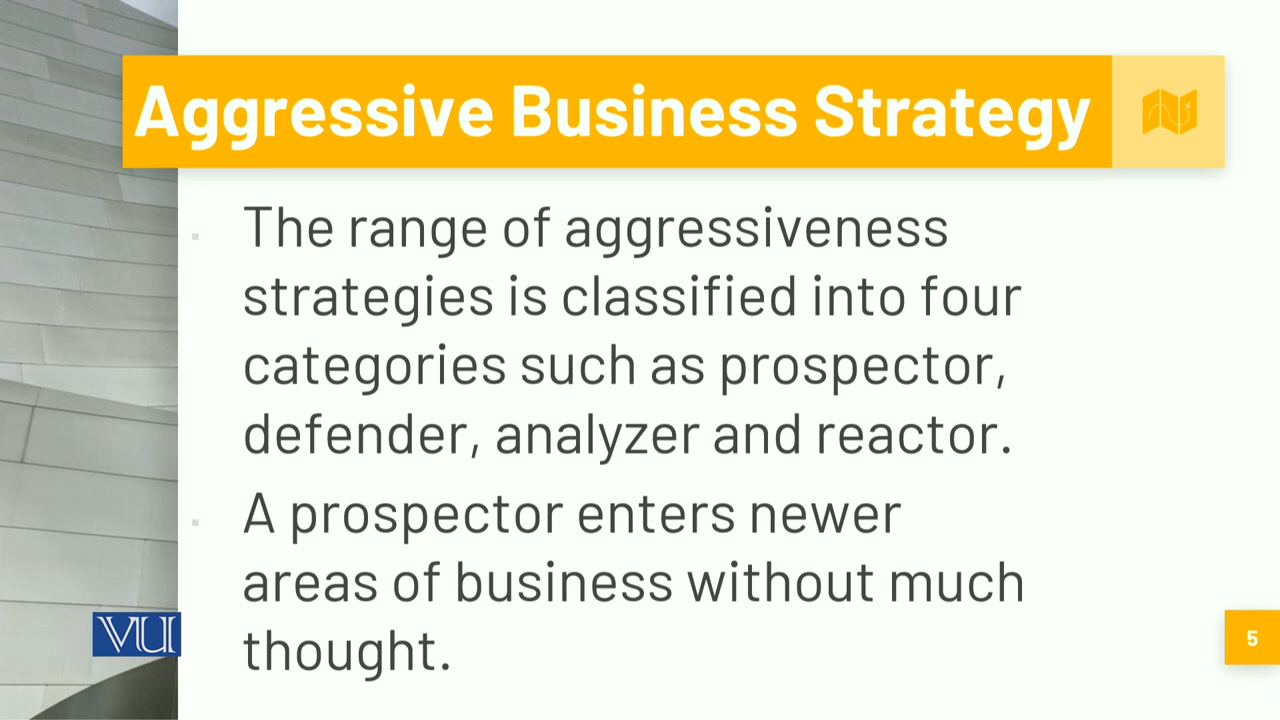 Aggressive Business Strategy
The range of aggressiveness
strategies is classified into four
categories such as prospector,
defender, analyzer and reactor.
A prospector enters newer
areas of business without much
thought.
VU
5